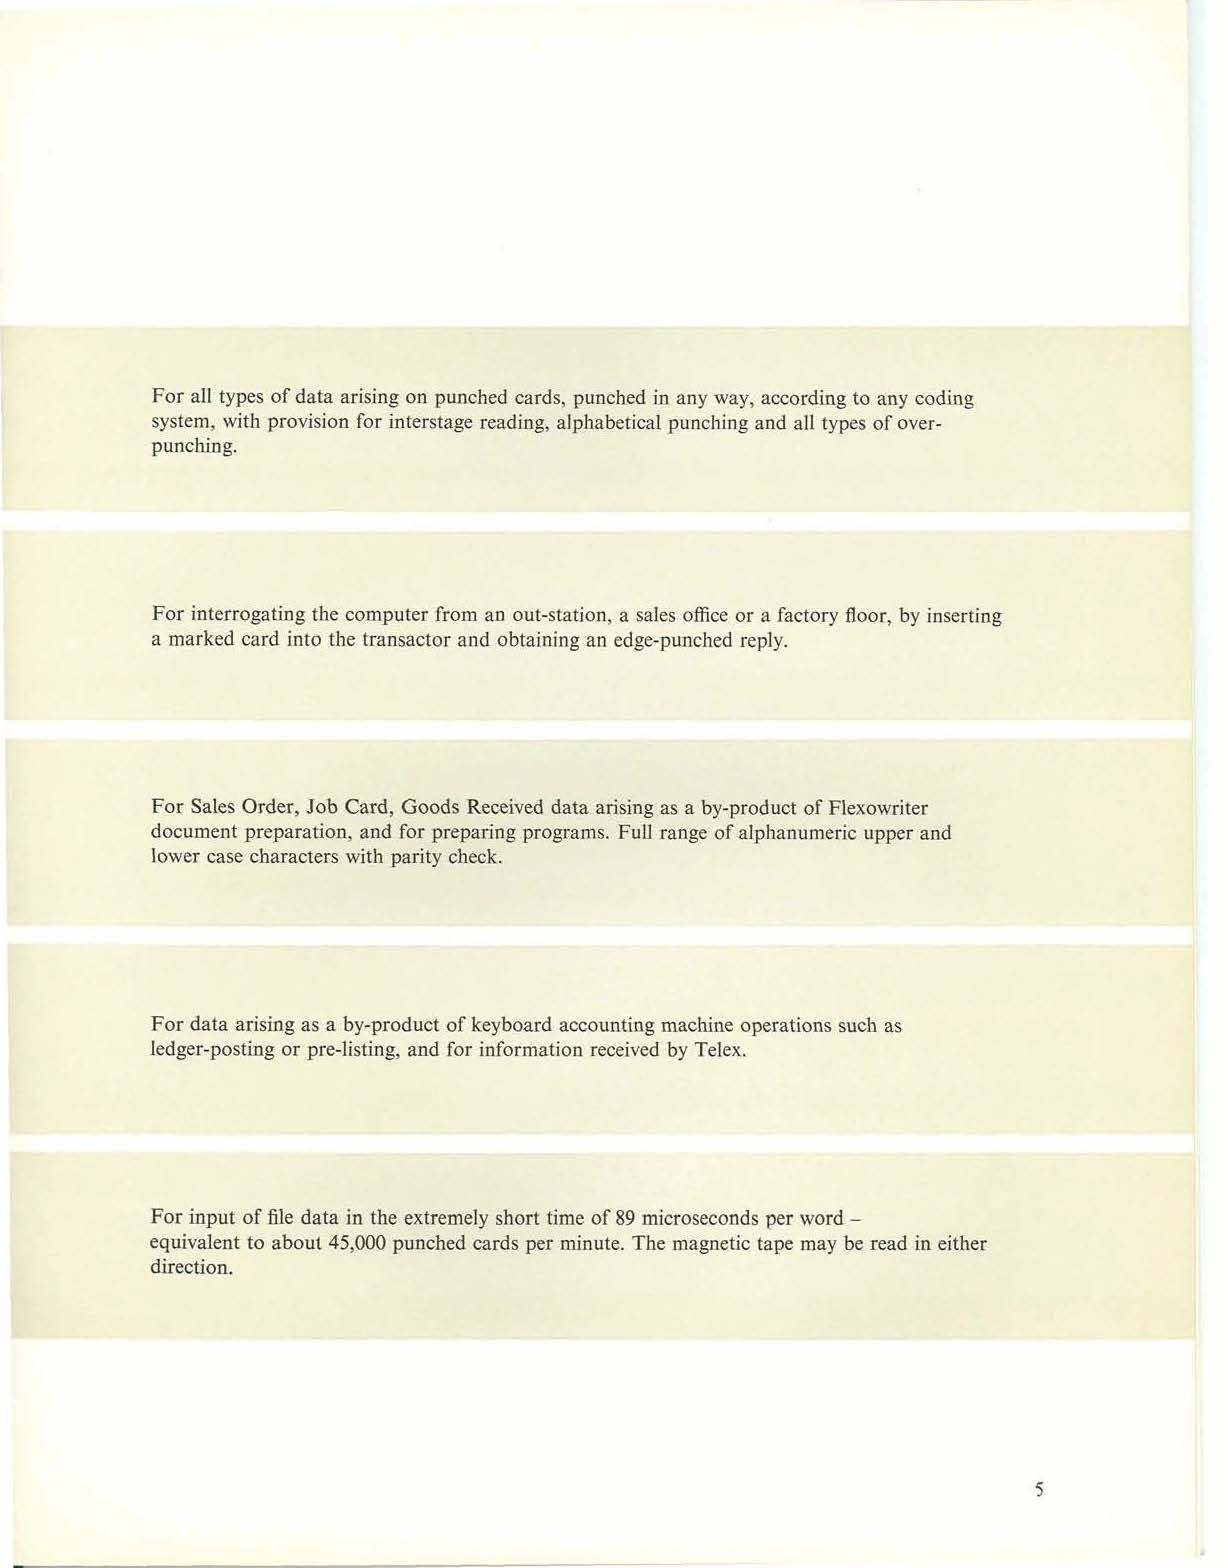 For all types of data arising on punched cards, punched in any way, according to any coding
system, with provision for interstage reading, alphabetical punching and all types of over-
punching.
For interrogating the computer from an out-station, a sales office or a factory floor, by inserting
a marked card into the transactor and obtaining an edge-punched reply.
For Sales Order, Job Card, Goods Received data arising as a by-product of Flexowriter
document preparation, and for preparing programs. Full range of alphanumeric upper and
lower case characters with parity check.
For data arising as a by-product of keyboard accounting machine operations such as
ledger-posting or pre-listing, and for information received by Telex.
For input of file data in the extremely short time of 89 microseconds per word –
equivalent to about 45,000 punched cards per minute. The magnetic tape may be read in either
direction.
5